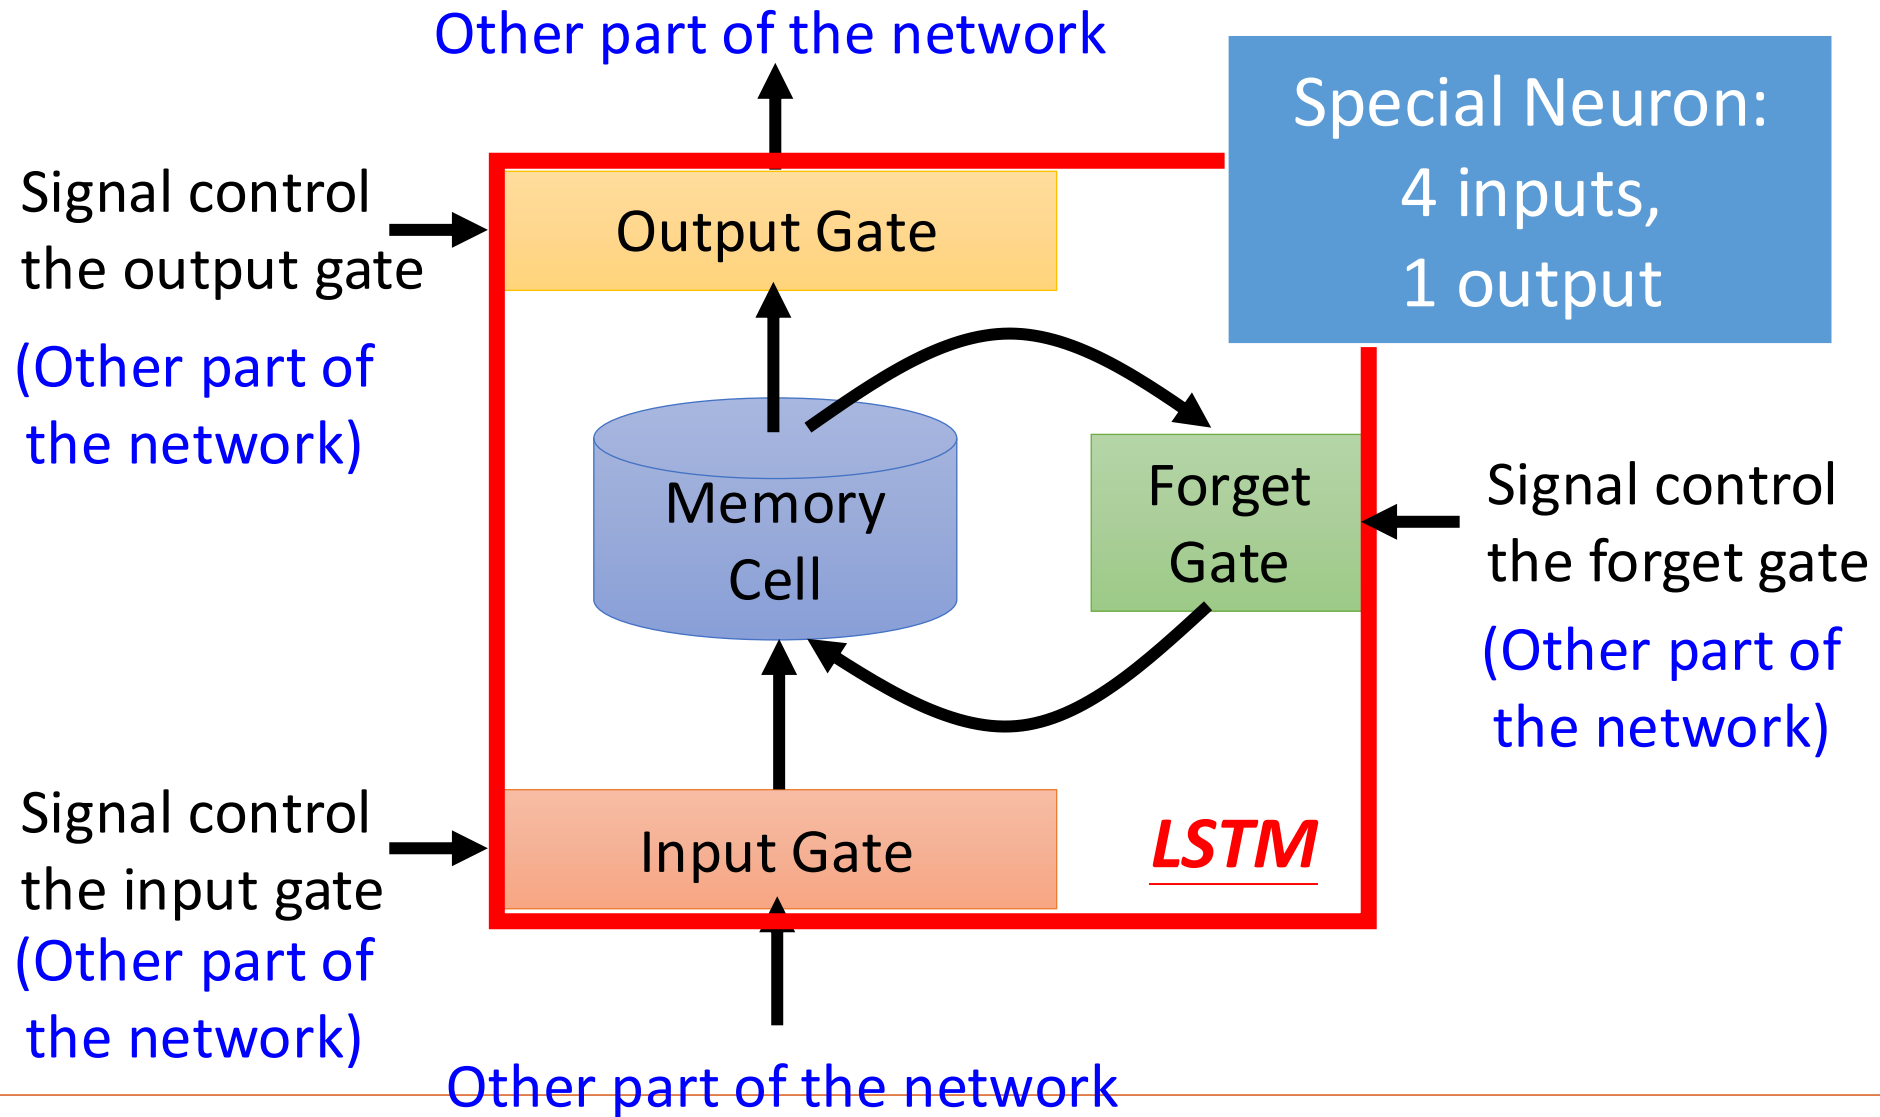 Other part of the network
Special Neuron:
4 inputs,
1 output
Signal control
the output gate
(Other part of
the network)
Output Gate
Memory
Cell
Forget
Gate
Signal control
the forget gate
(Other part of
the network)
Signal control
the input gate
(Other part of
the network)
Input Gate
LSTM
Other part of the network